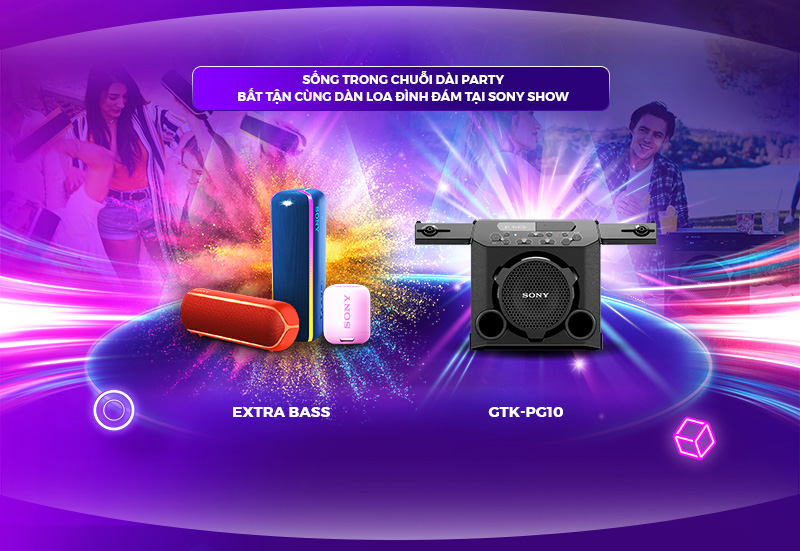 SỐNG TRONG CHUỖI DÀI PARTY
BẤT TẬN CÙNG DÀN LOA ĐÌNH ĐÁM TẠI SONY SHOW
SONY
SONY
SONY
EXTRA BASS
GTK-PG10